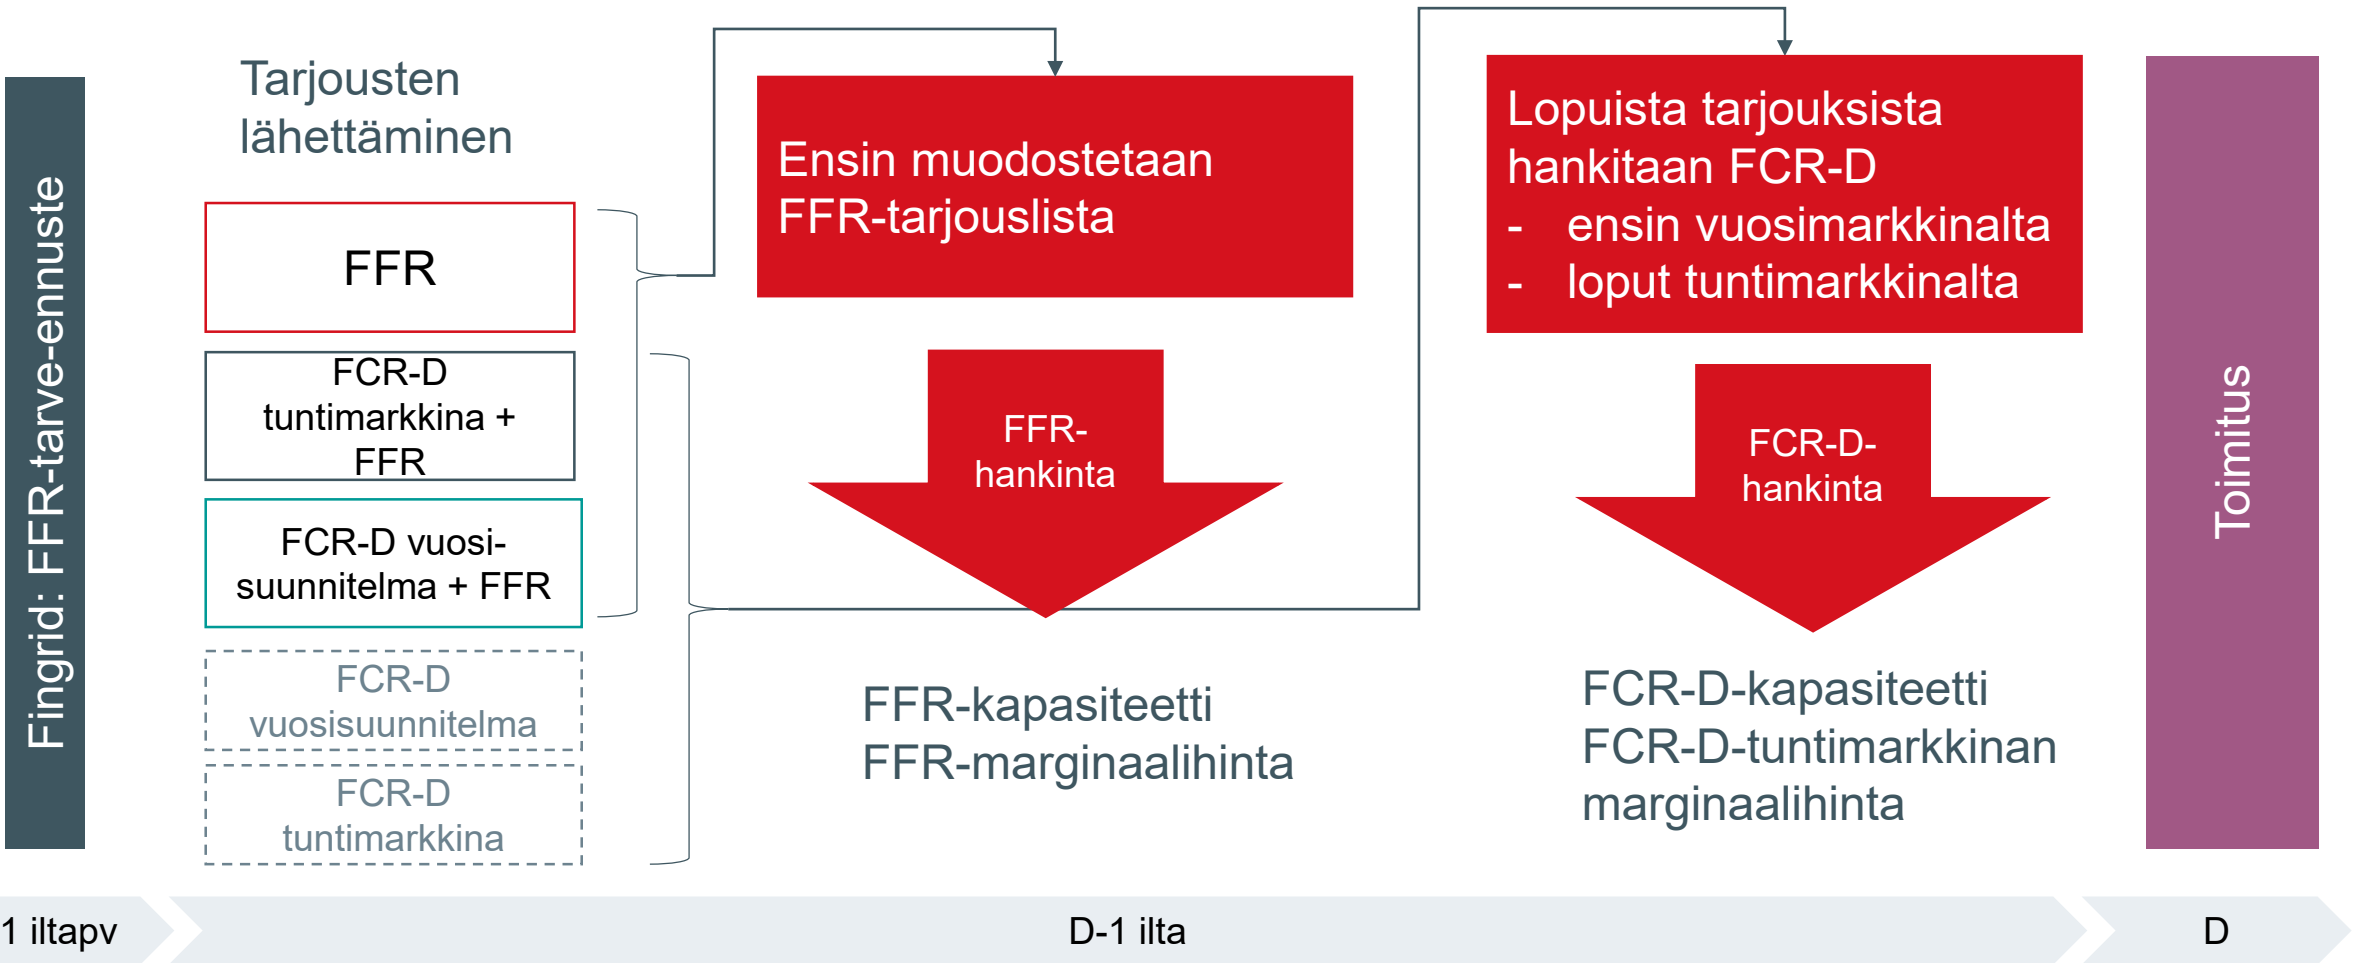 Fingrid: FFR-tarve-ennuste
Tarjousten
lähettäminen
FFR
FCR-D
tuntimarkkina +
FFR
FCR-D vuosi-
suunnitelma + FFR
FCR-D
vuosisuunnitelma
FCR-D
tuntimarkkina
Ensin muodostetaan
FFR-tarjouslista
FFR-
hankinta
FFR-kapasiteetti
FFR-marginaalihinta
Lopuista tarjouksista
hankitaan FCR-D
- ensin vuosimarkkinalta
- loput tuntimarkkinalta
FCR-D-
hankinta
FCR-D-kapasiteetti
FCR-D-tuntimarkkinan
marginaalihinta
Toimitus
1 iltapv
D-1 ilta
D